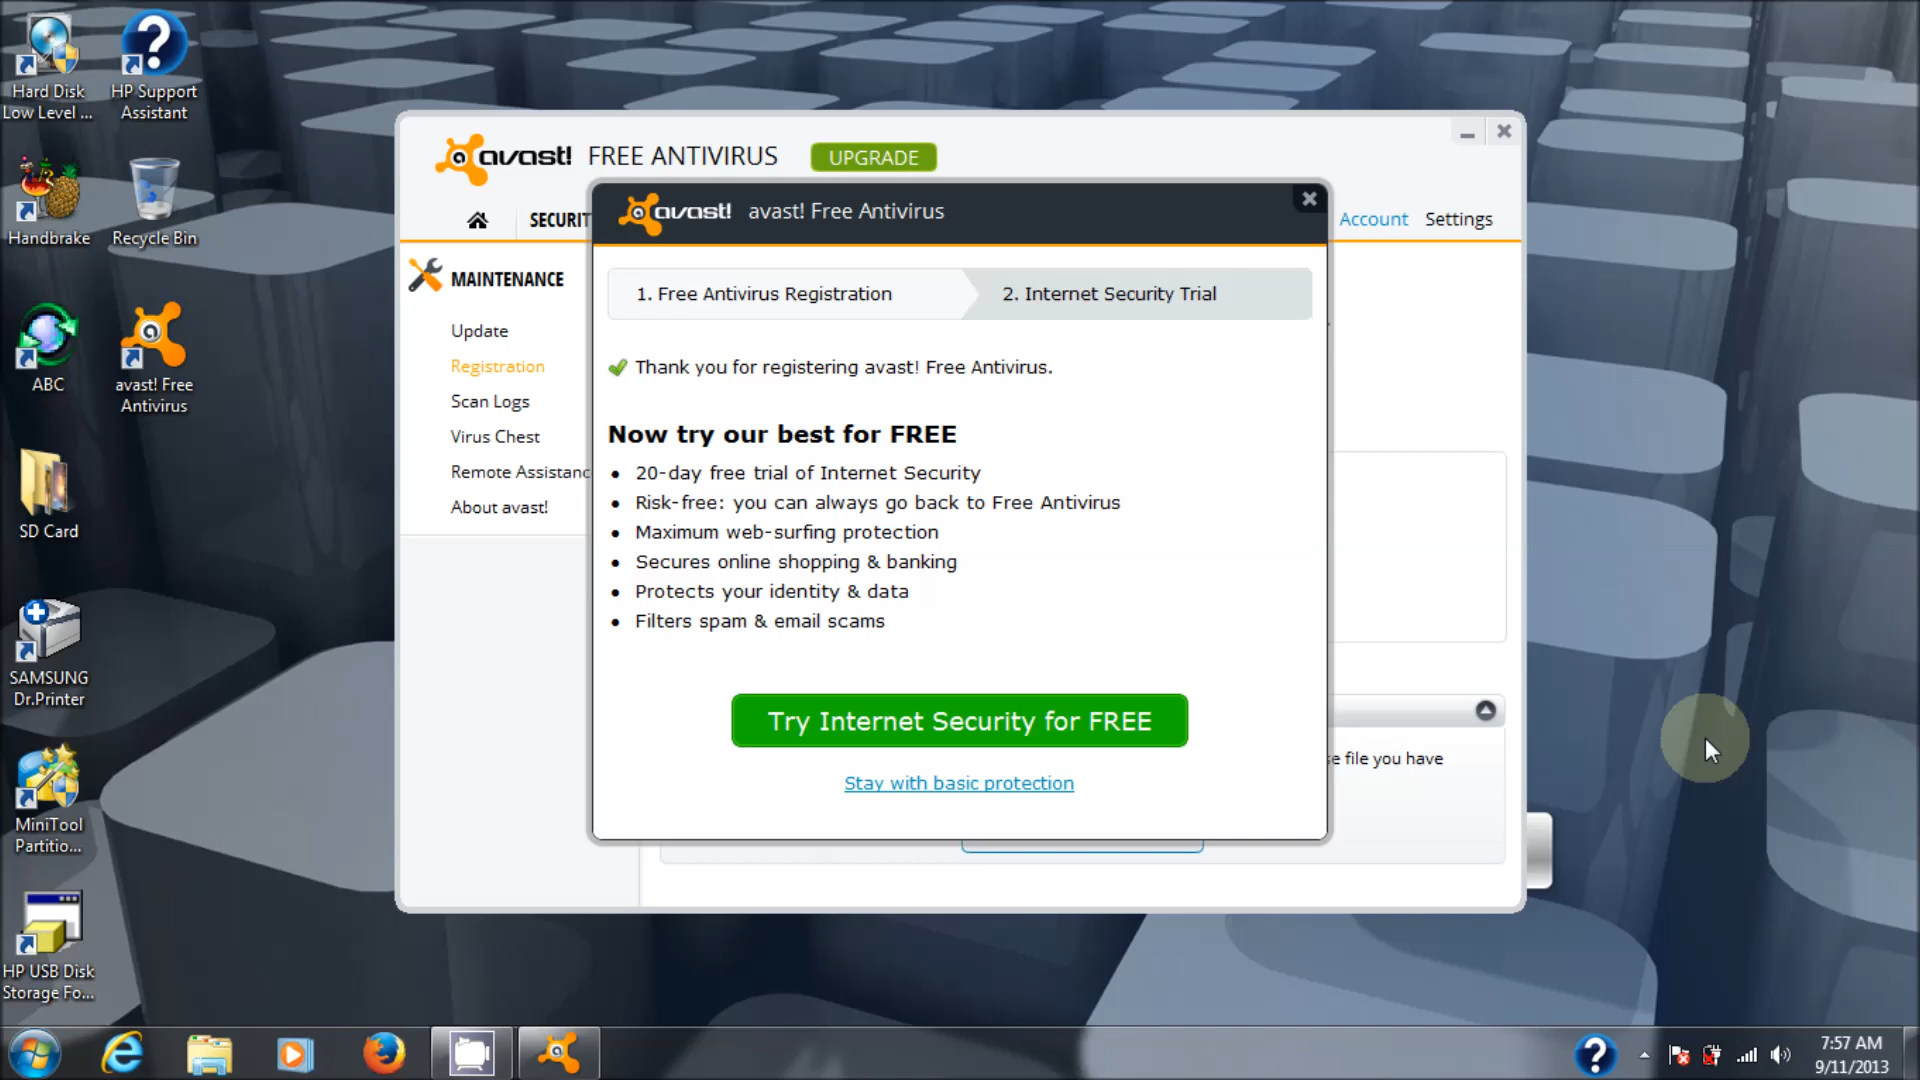 Hard Disk
Low Level ...
HP Support
Assistant
Handbrake
Recycle Bin
ABC
avast! Free
Antivirus
SD Card
SAMSUNG
Dr.Printer
MiniTool
Partitio...
HP USB Disk
Storage Fo...
avast! FREE ANTIVIRUS
UPGRADE
SECURIT
Account
Settings
MAINTENANCE
Update
Registration
Scan Logs
Virus Chest
Remote Assistanc
About avast!
avast! avast! Free Antivirus
1. Free Antivirus Registration
2. Internet Security Trial
Thank you for registering avast! Free Antivirus.
Now try our best for FREE
• 20-day free trial of Internet Security
• Risk-free: you can always go back to Free Antivirus
• Maximum web-surfing protection
• Secures online shopping & banking
• Protects your identity & data
• Filters spam & email scams
Try Internet Security for FREE
Stay with basic protection
se file you have
7:57 AM
9/11/2013